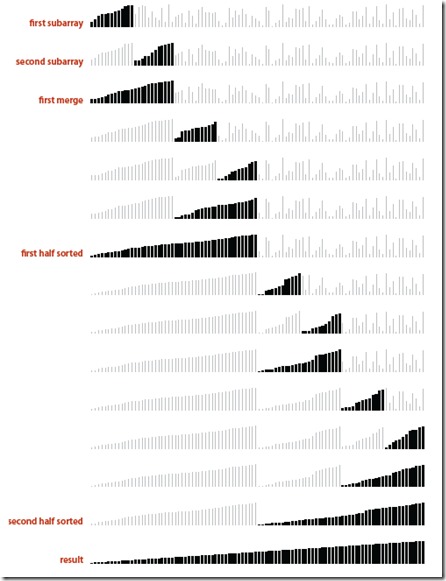 first subarray
second subarray
first merge
first half sorted
second half sorted
result